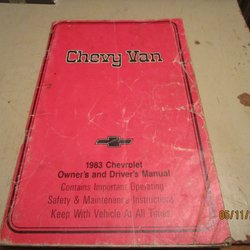 Chevy Van
1983 Chevrolet
Owner's and Driver's Manual
Contains Important Operating
Safety & Maintenance Instructions
Keep With Vehicle At All Times